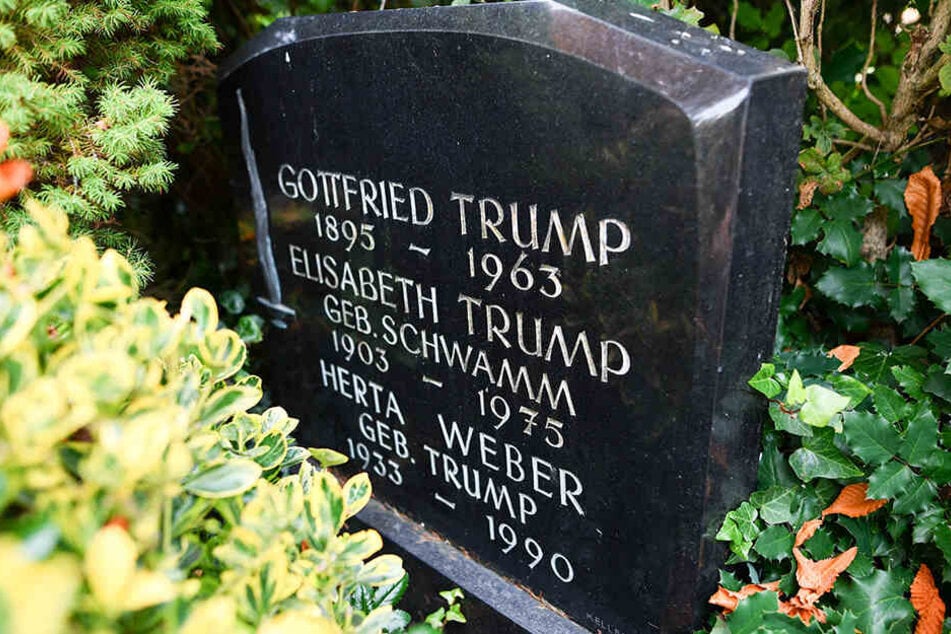 GOTTFRIED TRUMP
1895 – 1963
ELISABETH TRUMP
GEB. SCHWAMM
1903 – 1975
HERTA WEBER
GEB. TRUMP
1933 – 1990